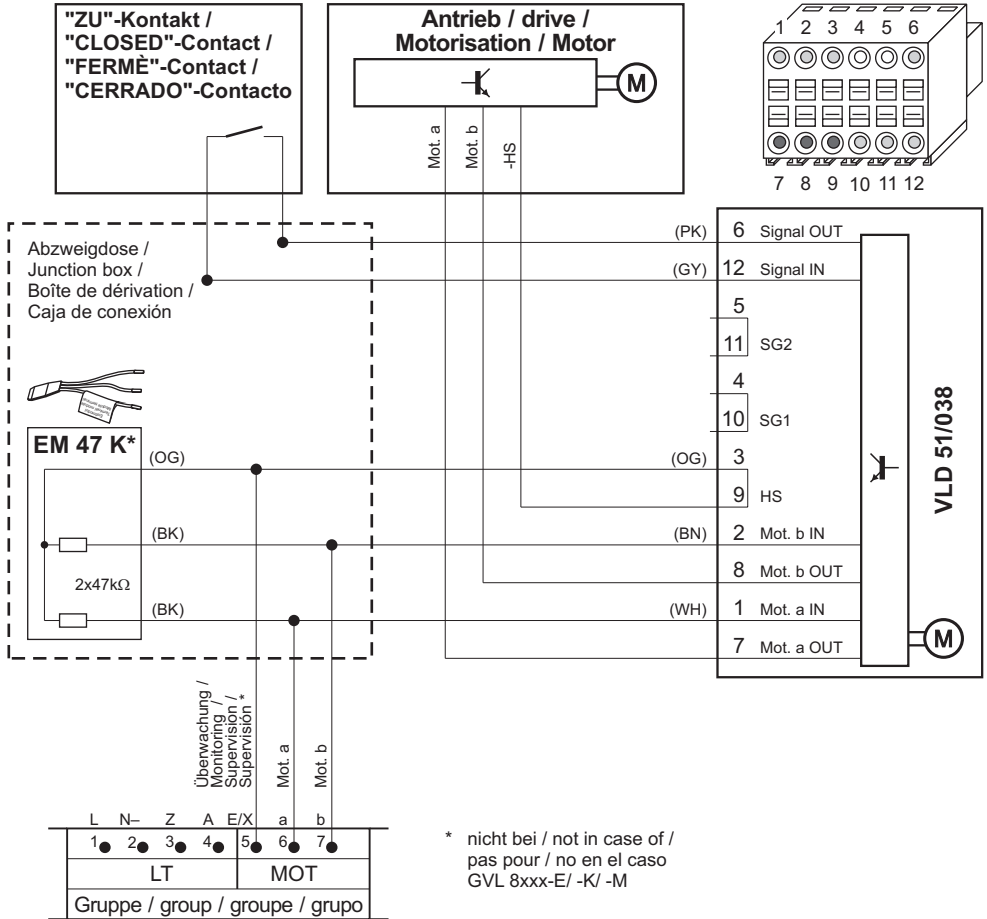 "ZU"-Kontakt /
"CLOSED"-Contact /
"FERMÈ"-Contact /
"CERRADO"-Contacto
Antrieb / drive /
Motorisation / Motor
M
Mot. a
Mot. b
-HS
1 2 3 4 5 6
7 8 9 10 11 12
Abzweigdose /
Junction box /
Boîte de dérivation /
Caja de conexión
EM 47 K*
(OG)
(BK)
2x47kΩ
(BK)
(PK) 6 Signal OUT
(GY) 12 Signal IN
5
11 SG2
4
10 SG1
(OG) 3
9 HS
(BN) 2 Mot. b IN
8 Mot. b OUT
(WH) 1 Mot. a IN
7 Mot. a OUT
VLD 51/038
M
Überwachung /
Monitoring /
Supervision /
Supervisión *
Mot. a
Mot. b
L N– Z A E/X a b
1 2 3 4 5 6 7
LT MOT
Gruppe / group / groupe / grupo
* nicht bei / not in case of /
pas pour / no en el caso
GVL 8xxx-E/ -K/ -M